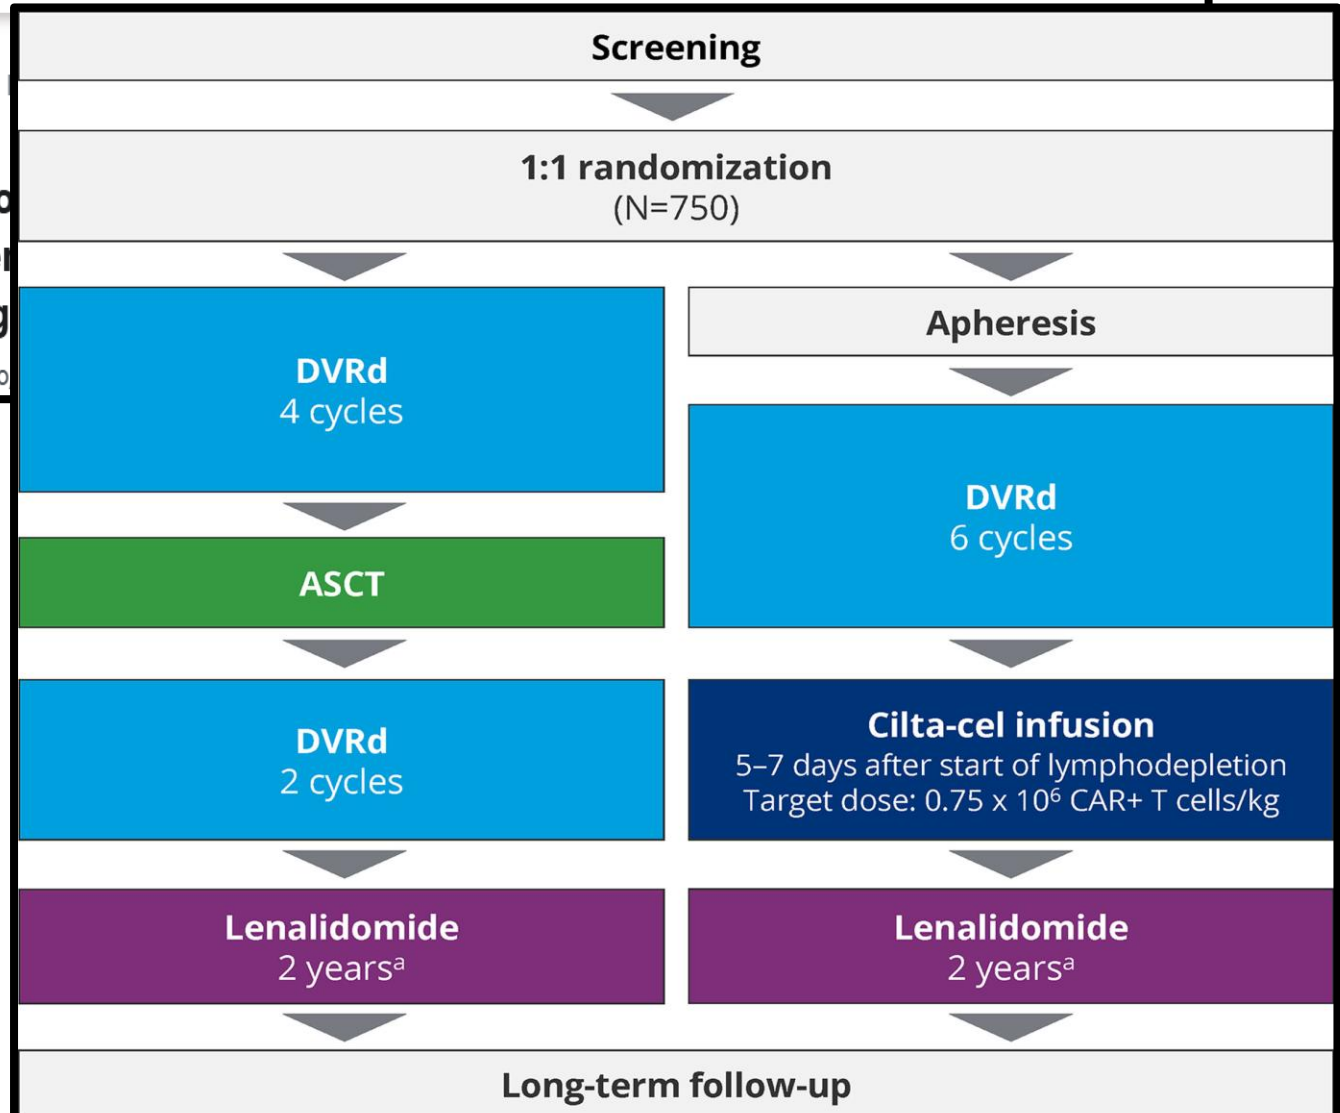 Screening
1:1 randomization
(N=750)
DVRd
4 cycles
ASCT
DVRd
2 cycles
Lenalidomide
2 yearsᵃ
Apheresis
DVRd
6 cycles
Cilta-cel infusion
5–7 days after start of lymphodepletion
Target dose: 0.75 x 10⁶ CAR+ T cells/kg
Lenalidomide
2 yearsᵃ
Long-term follow-up